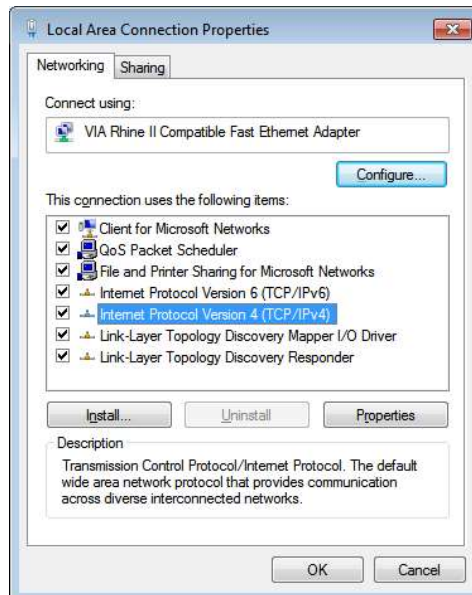 Local Area Connection Properties
Networking
Sharing
Connect using:
VIA Rhine II Compatible Fast Ethernet Adapter
Configure...
This connection uses the following items:
Client for Microsoft Networks
QoS Packet Scheduler
File and Printer Sharing for Microsoft Networks
Internet Protocol Version 6 (TCP/IPv6)
Internet Protocol Version 4 (TCP/IPv4)
Link-Layer Topology Discovery Mapper I/O Driver
Link-Layer Topology Discovery Responder
Install...
Uninstall
Properties
Description
Transmission Control Protocol/Internet Protocol. The default
wide area network protocol that provides communication
across diverse interconnected networks.
OK
Cancel